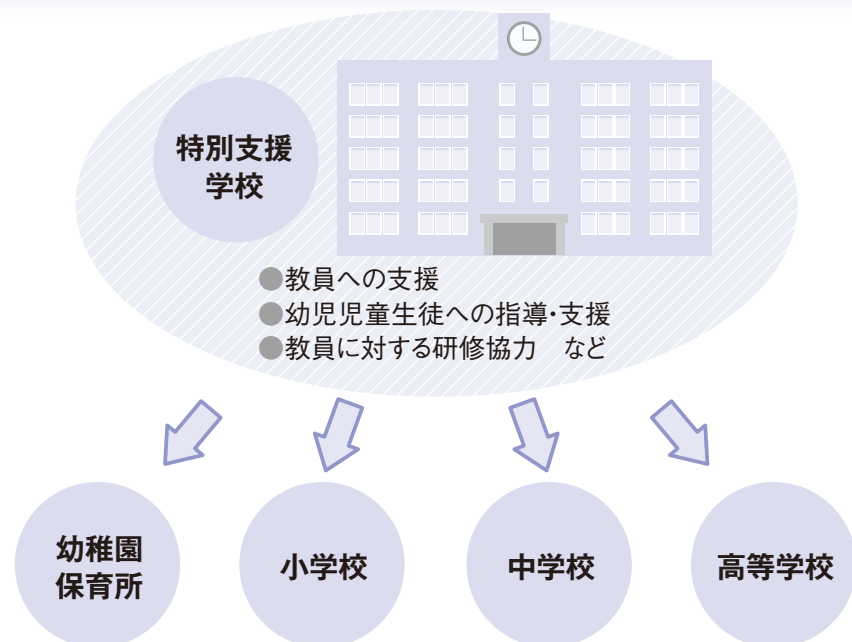 特別支援
学校
●教員への支援
●幼児児童生徒への指導・支援
●教員に対する研修協力　など
幼稚園
保育所
小学校
中学校
高等学校